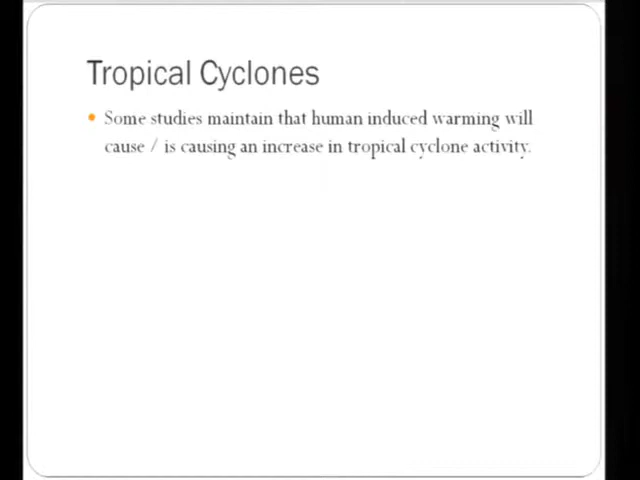 Tropical Cyclones
Some studies maintain that human induced warming will
cause / is causing an increase in tropical cyclone activity.